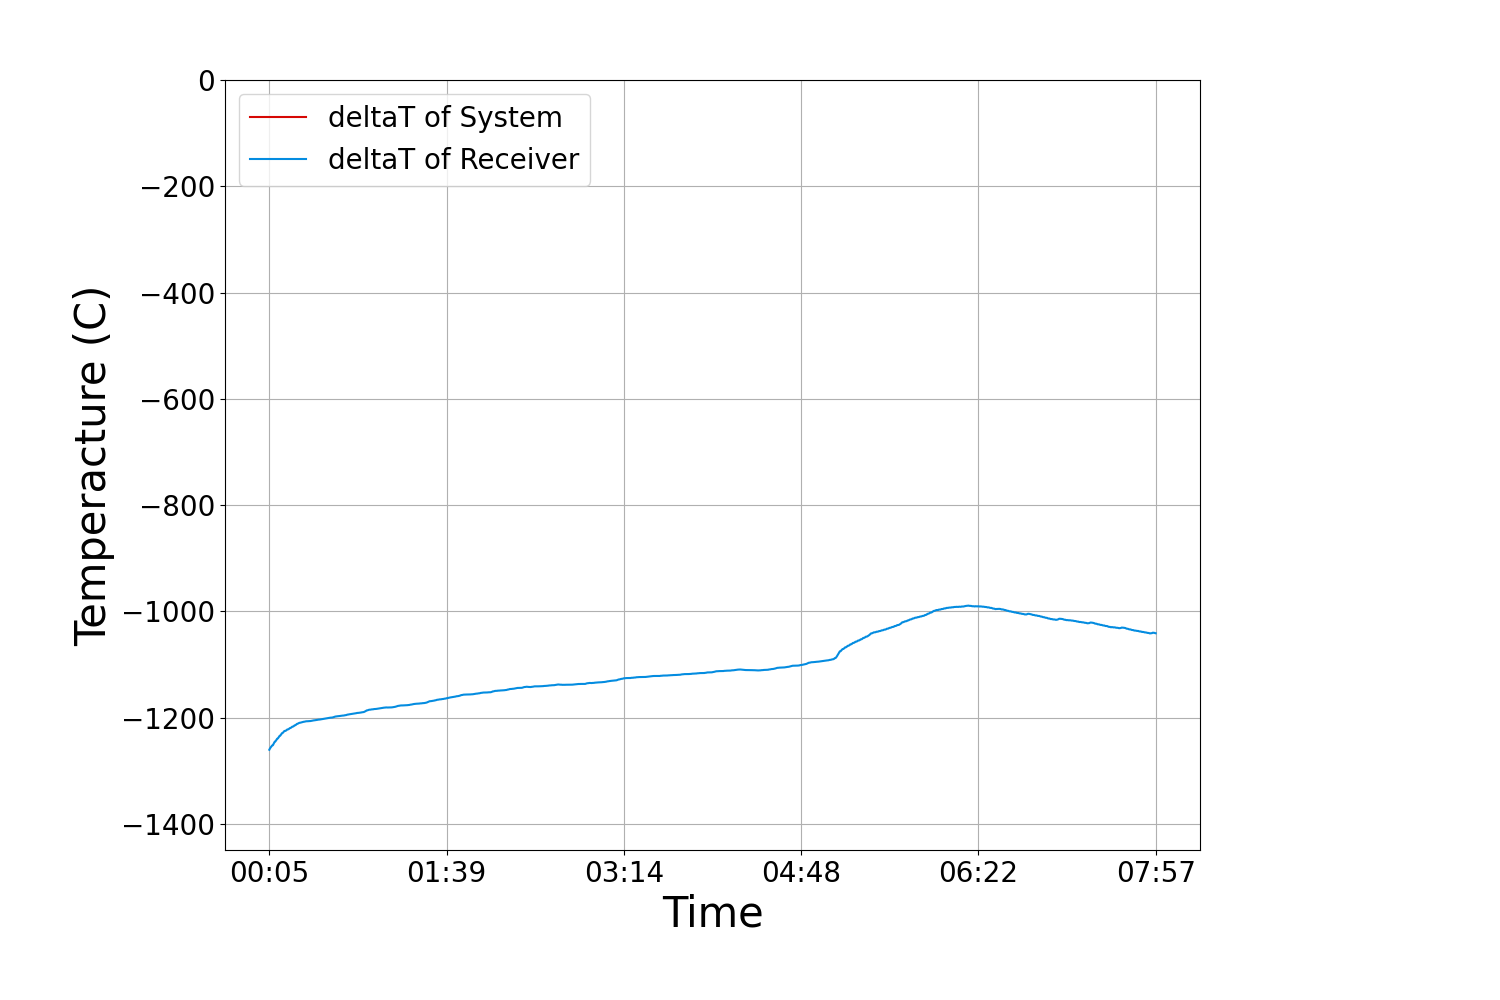 0
deltaT of System
deltaT of Receiver
−200
−400
−600
−800
−1000
−1200
−1400
Temperacture (C)
00:05 01:39 03:14 04:48 06:22 07:57
Time